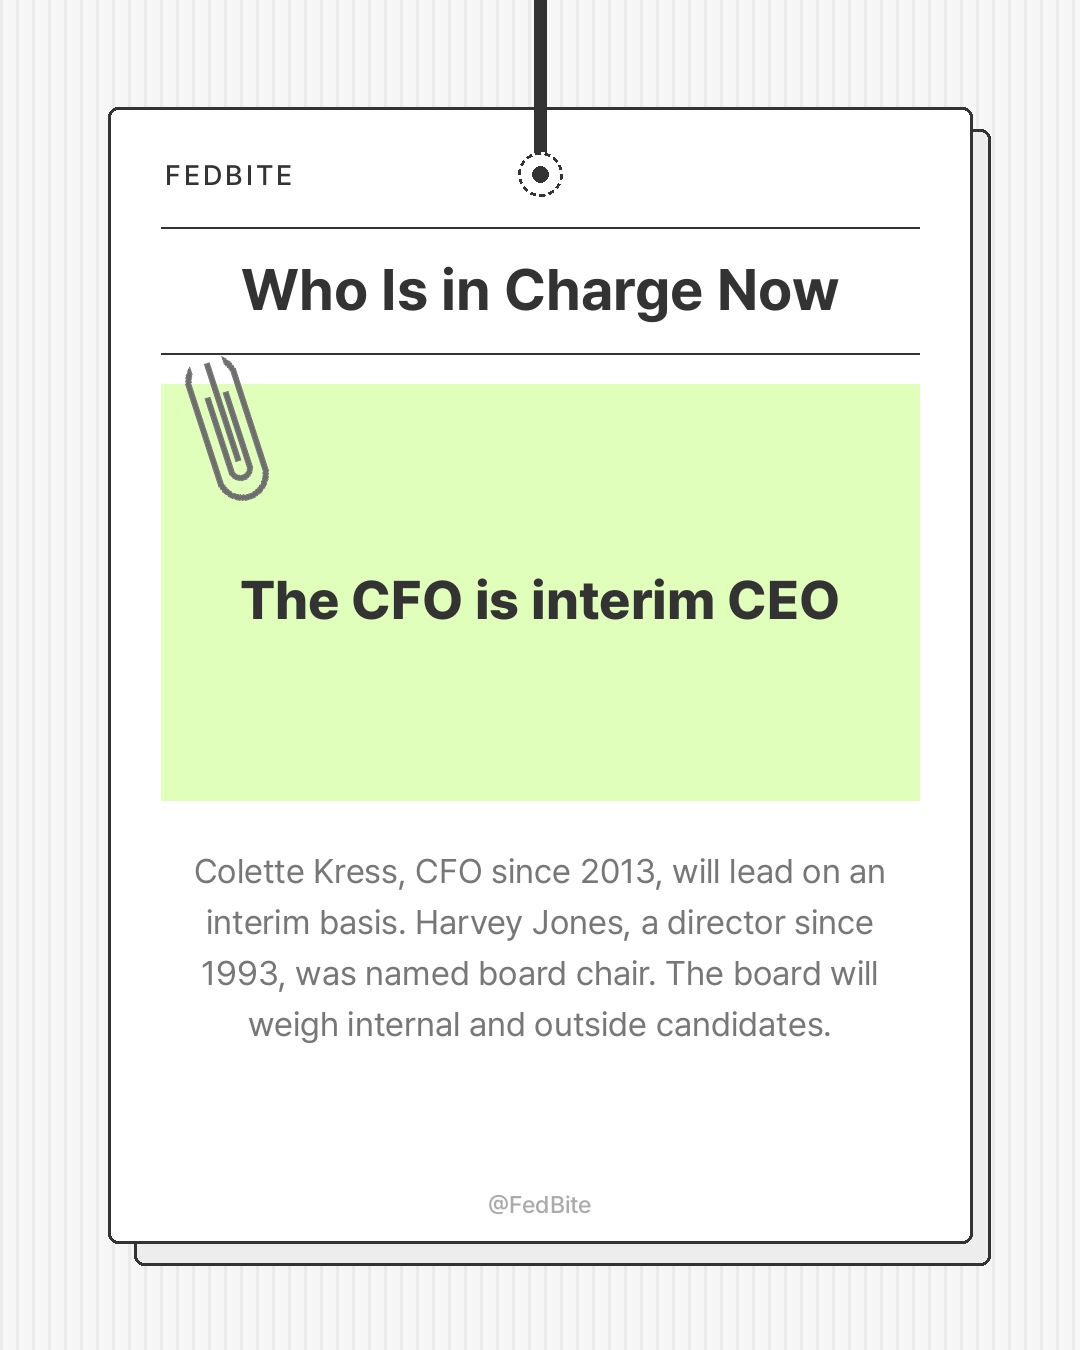 FEDBITE
Who Is in Charge Now
The CFO is interim CEO
Colette Kress, CFO since 2013, will lead on an
interim basis. Harvey Jones, a director since
1993, was named board chair. The board will
weigh internal and outside candidates.
@FedBite